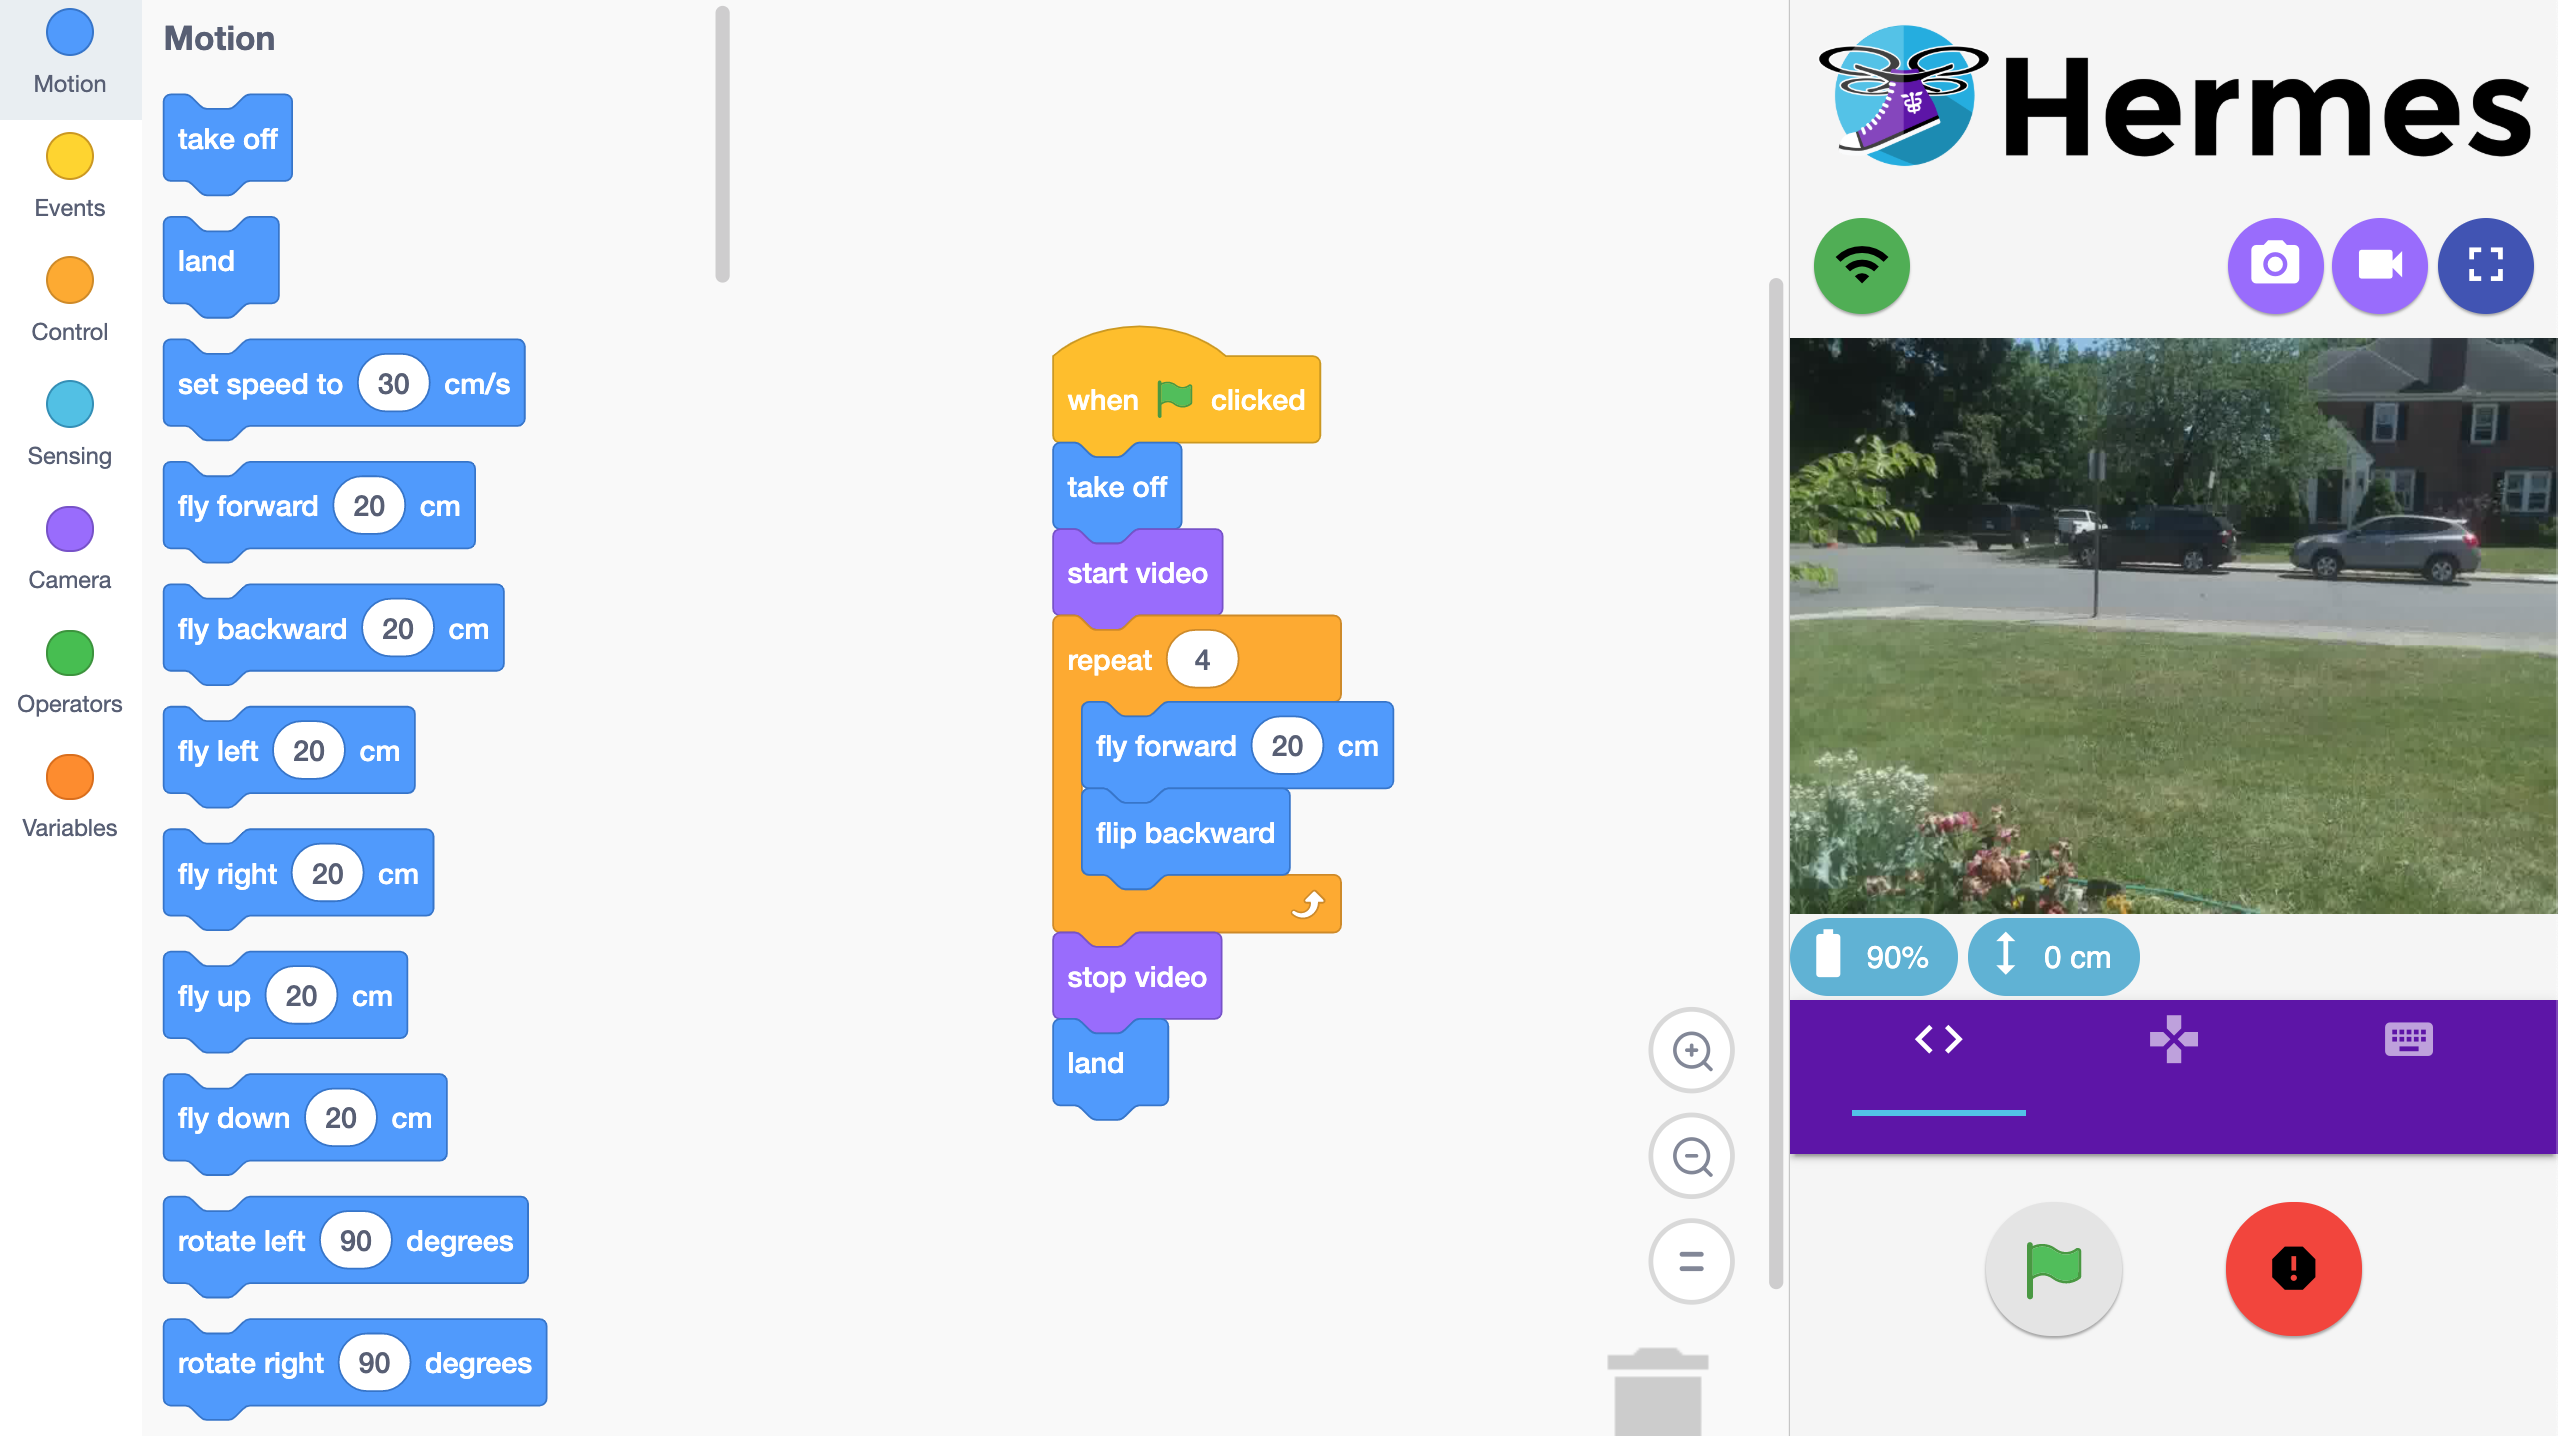 Motion
Events
Control
Sensing
Camera
Operators
Variables
Motion
take off
land
set speed to 30 cm/s
fly forward 20 cm
fly backward 20 cm
fly left 20 cm
fly right 20 cm
fly up 20 cm
fly down 20 cm
rotate left 90 degrees
rotate right 90 degrees
when clicked
take off
start video
repeat 4
fly forward 20 cm
flip backward
stop video
land
Hermes
90%
0 cm